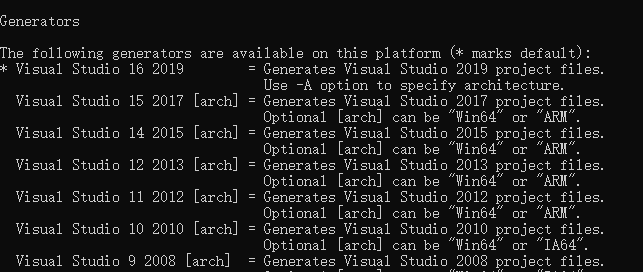 Generators
The following generators are available on this platform (* marks default):
* Visual Studio 16 2019        = Generates Visual Studio 2019 project files.
                                 Use -A option to specify architecture.
  Visual Studio 15 2017 [arch] = Generates Visual Studio 2017 project files.
                                 Optional [arch] can be "Win64" or "ARM".
  Visual Studio 14 2015 [arch] = Generates Visual Studio 2015 project files.
                                 Optional [arch] can be "Win64" or "ARM".
  Visual Studio 12 2013 [arch] = Generates Visual Studio 2013 project files.
                                 Optional [arch] can be "Win64" or "ARM".
  Visual Studio 11 2012 [arch] = Generates Visual Studio 2012 project files.
                                 Optional [arch] can be "Win64" or "ARM".
  Visual Studio 10 2010 [arch] = Generates Visual Studio 2010 project files.
                                 Optional [arch] can be "Win64" or "IA64".
  Visual Studio 9 2008 [arch]  = Generates Visual Studio 2008 project files.